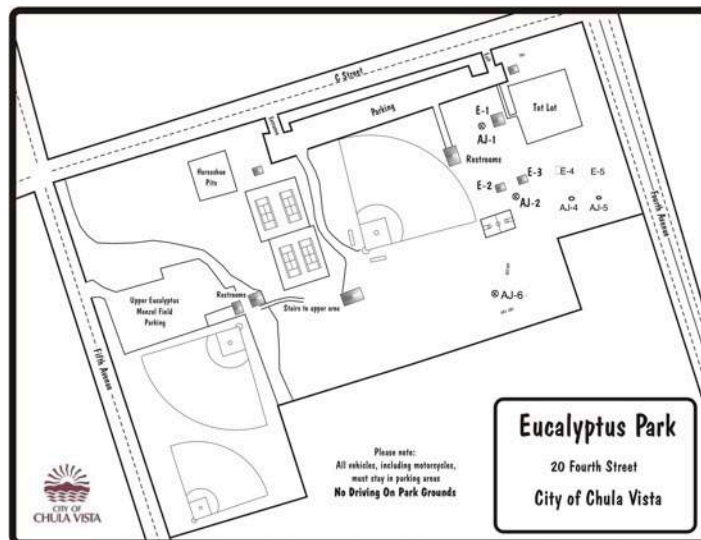 C Street
Parking
Entrance
Exit
Tot Lot
E-1
AJ-1
Restrooms
Horseshoe
Pits
E-2
E-3
AJ-2
E-4
E-5
AJ-4
AJ-5
Fourth Avenue
AJ-6
Upper Eucalyptus
Menzel Field
Parking
Restrooms
Stairs to upper area
Fifth Avenue
Please note:
All vehicles, including motorcycles,
must stay in parking areas
No Driving On Park Grounds
Eucalyptus Park
20 Fourth Street
City of Chula Vista
CITY OF
CHULA VISTA